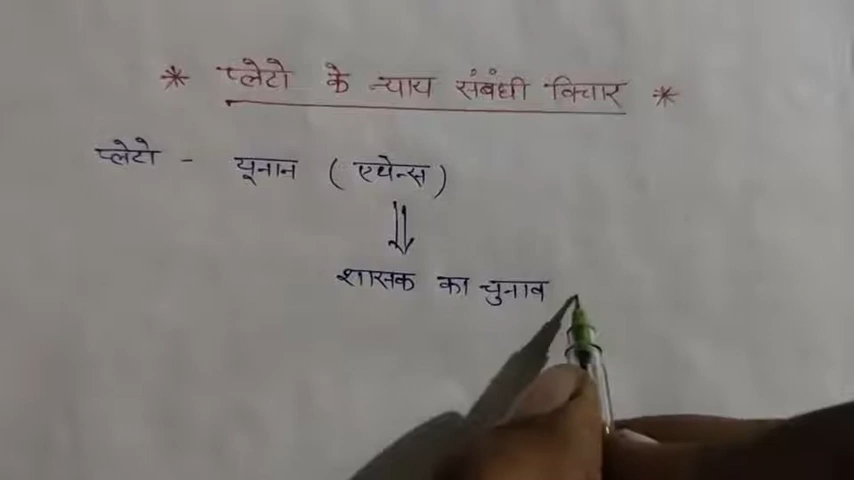 * प्लेटो के न्याय संबंधी विचार *
प्लेटो - यूनान ( एथेन्स )
⇓
शासक का चुनाव